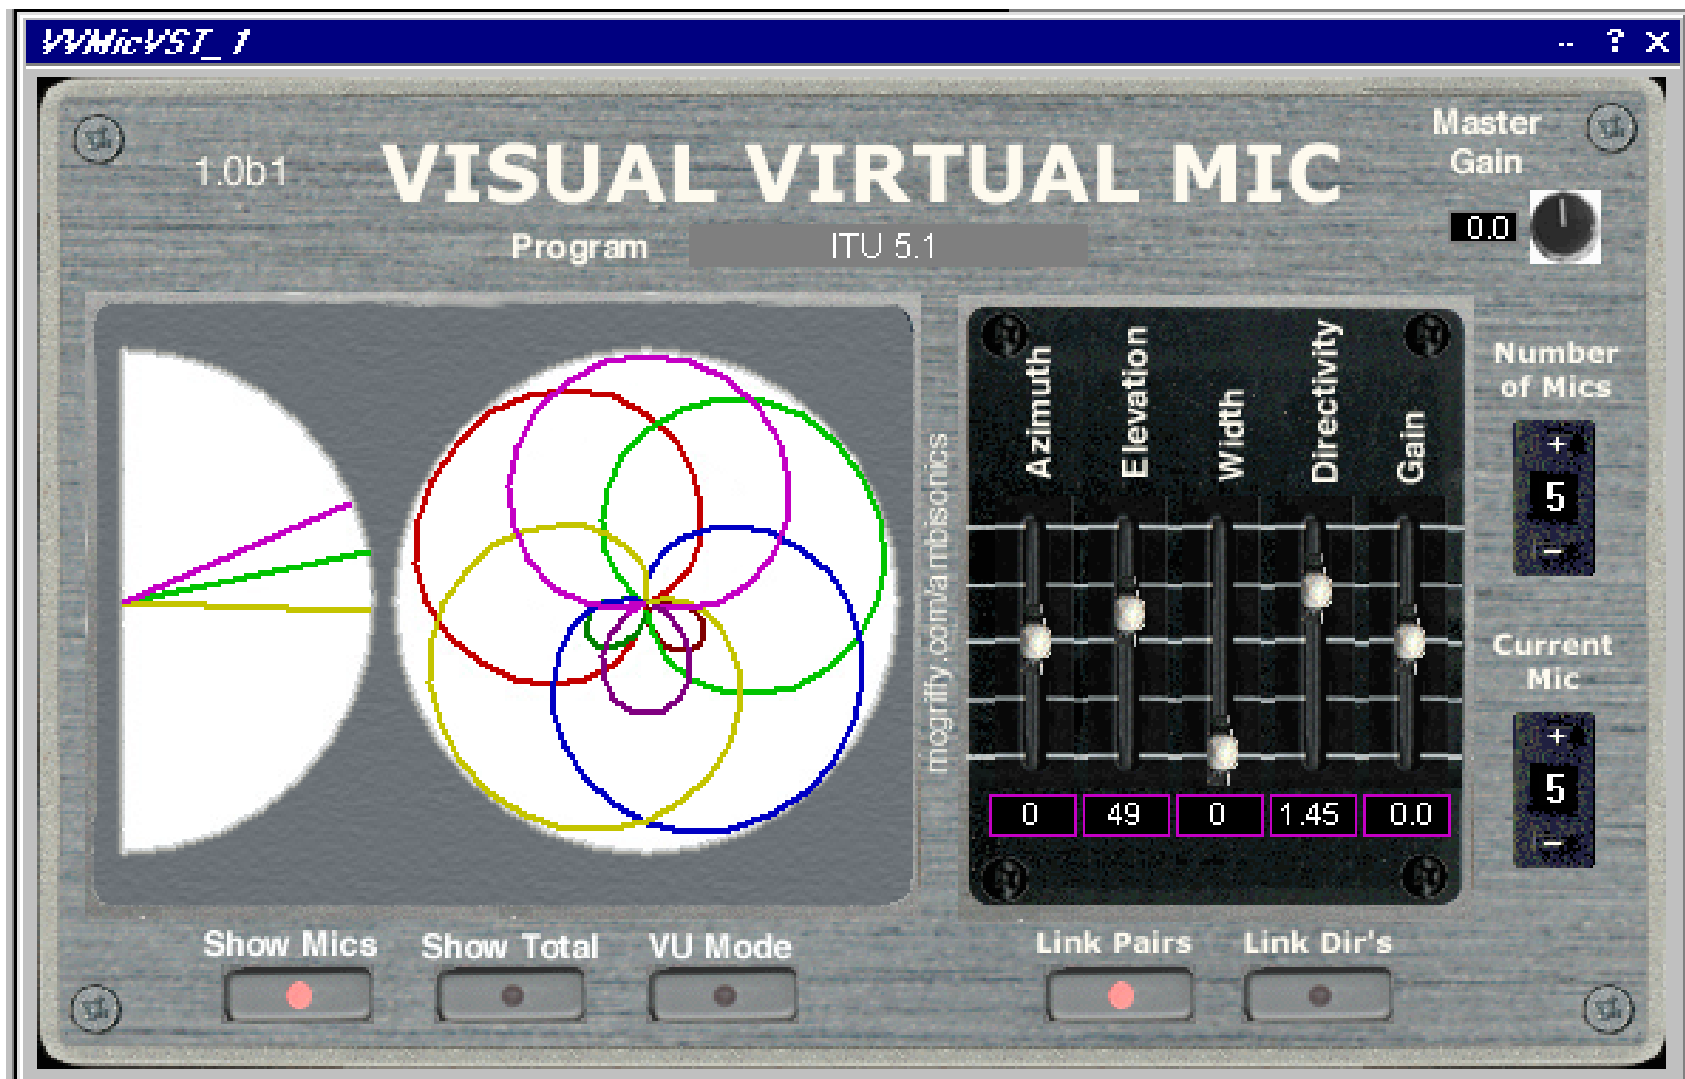 VVMicVST_1
-- ? X
1.0b1
VISUAL VIRTUAL MIC
Master
Gain
0.0
Program
ITU 5.1
mcgriffy.com/ambisonics
Azimuth
Elevation
Width
Directivity
Gain
0
49
0
1.45
0.0
Number
of Mics
+
5
-
Current
Mic
+
5
-
Show Mics
Show Total
VU Mode
Link Pairs
Link Dir's